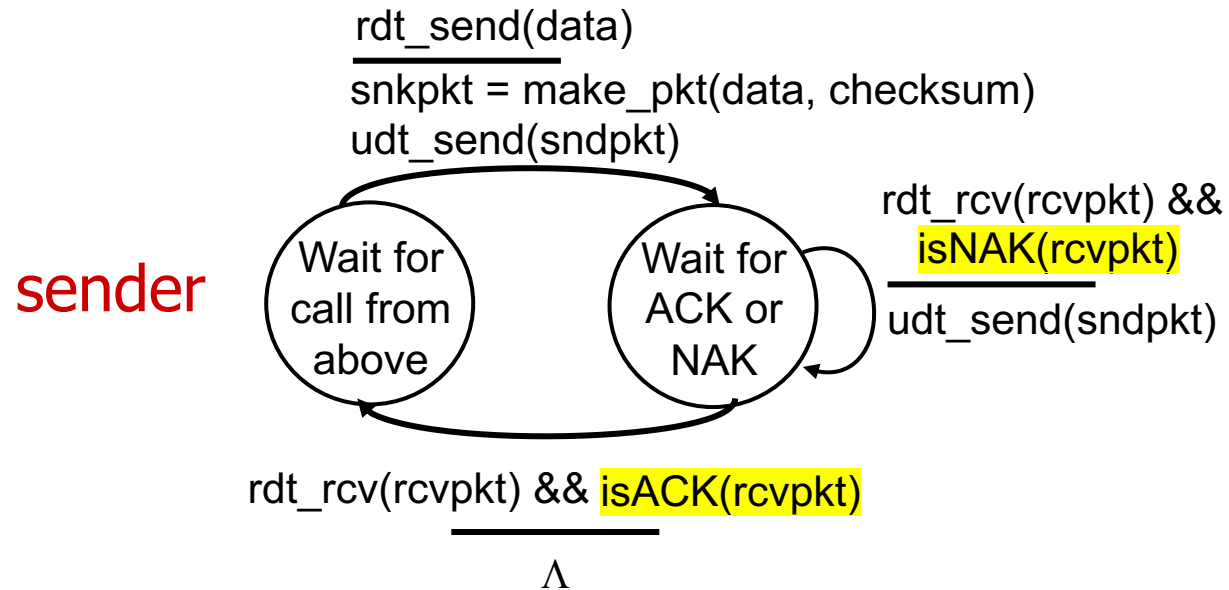 rdt_send(data)
snkpkt = make_pkt(data, checksum)
udt_send(sndpkt)
sender
Wait for
call from
above
Wait for
ACK or
NAK
rdt_rcv(rcvpkt) &&
isNAK(rcvpkt)
udt_send(sndpkt)
rdt_rcv(rcvpkt) && isACK(rcvpkt)
Λ